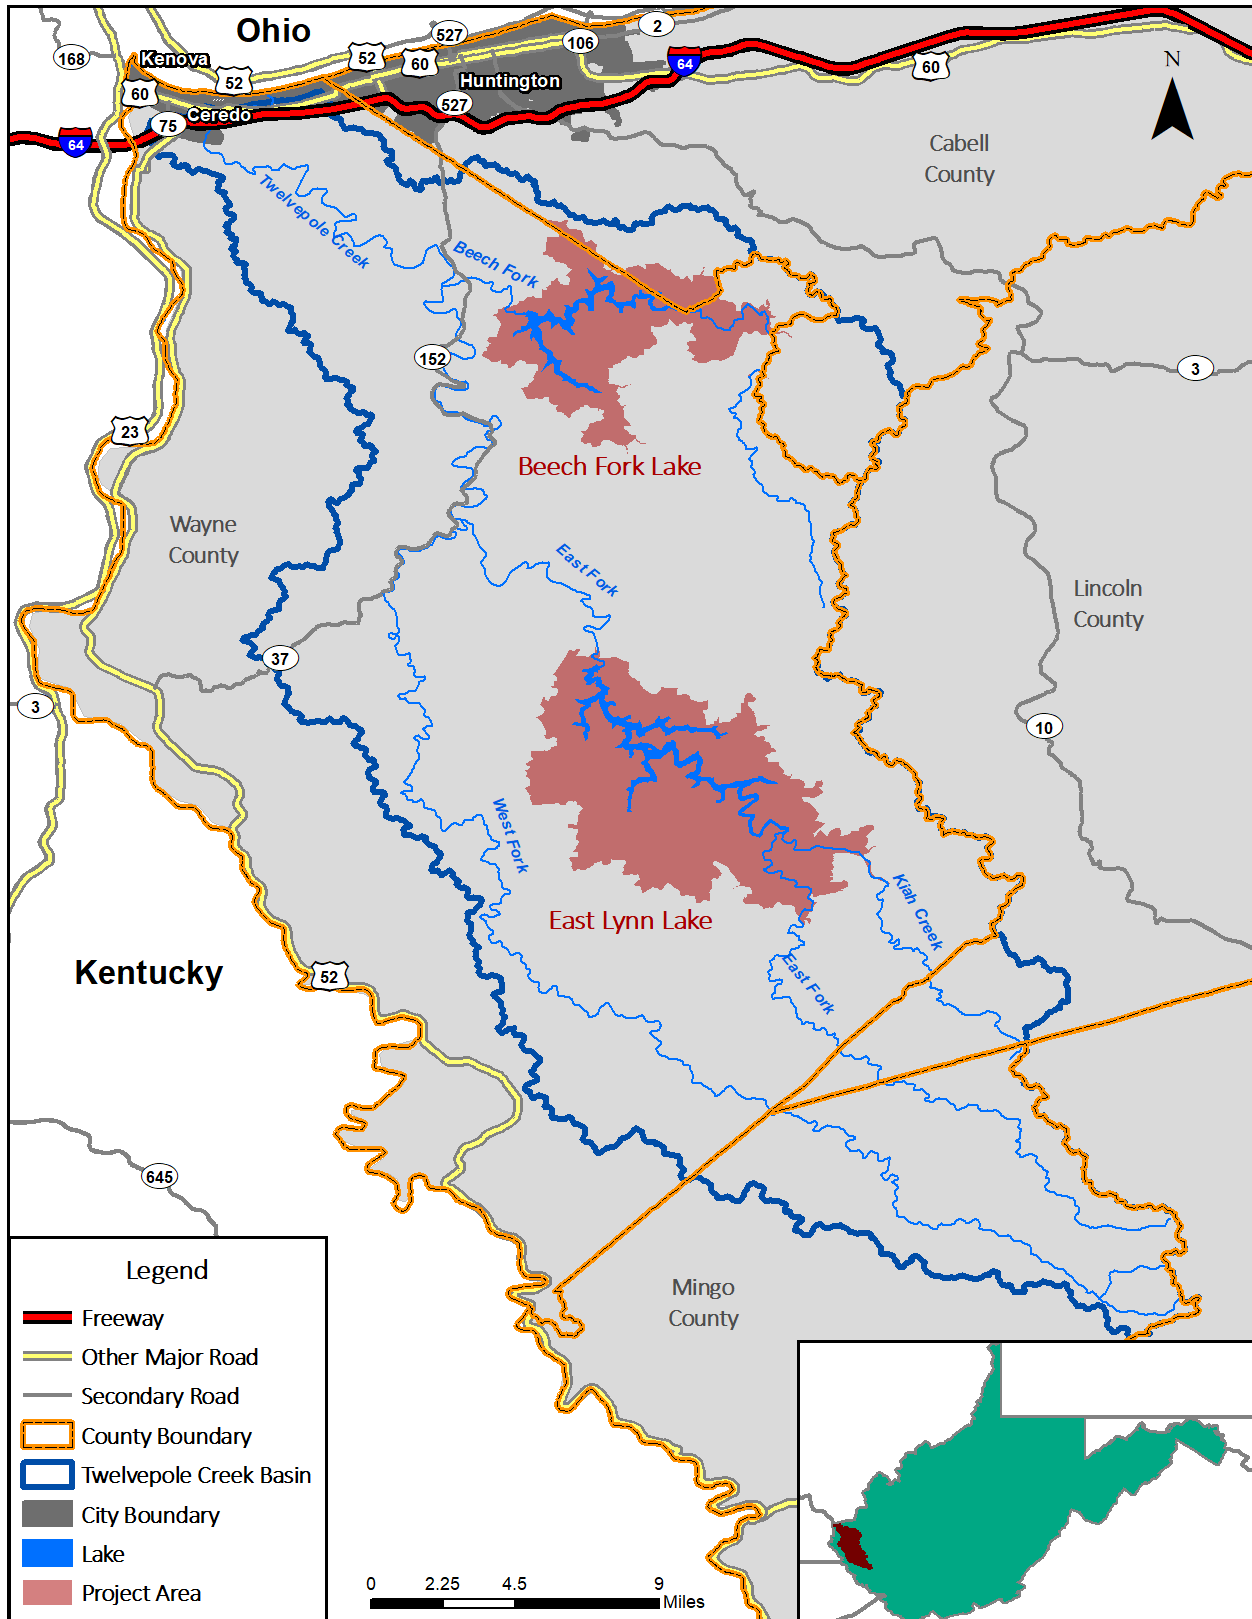 Ohio
2
527
106
168
Kenova
52
60
52
60
Huntington
64
60
N
527
Ceredo
75
64
Cabell
County
Twelvepole Creek
Beech Fork
152
3
23
Beech Fork Lake
Wayne
County
East Fork
Lincoln
County
37
3
10
West Fork
Kiah Creek
East Lynn Lake
Kentucky
52
East Fork
645
Mingo
County
Legend
Freeway
Other Major Road
Secondary Road
County Boundary
Twelvepole Creek Basin
City Boundary
Lake
Project Area
0 2.25 4.5 9
Miles